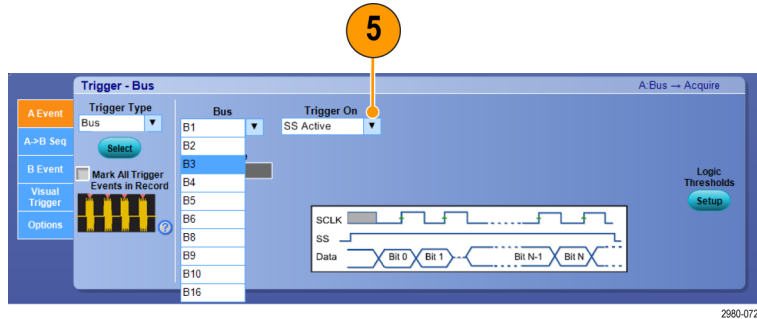 5
Trigger - Bus
A:Bus → Acquire
A Event
A->B Seq
B Event
Visual
Trigger
Options
Trigger Type
Bus
Select
Mark All Trigger
Events in Record
?
Bus
B1
B2
B3
B4
B5
B6
B8
B9
B10
B16
Trigger On
SS Active
SCLK
SS
Data
Bit 0
Bit 1
Bit N-1
Bit N
Logic
Thresholds
Setup
2980-072